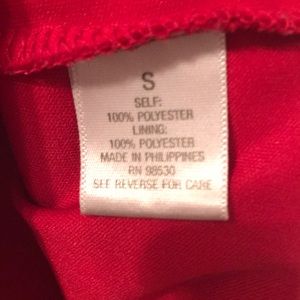 S
SELF:
100% POLYESTER
LINING:
100% POLYESTER
MADE IN PHILIPPINES
RN 98530
SEE REVERSE FOR CARE